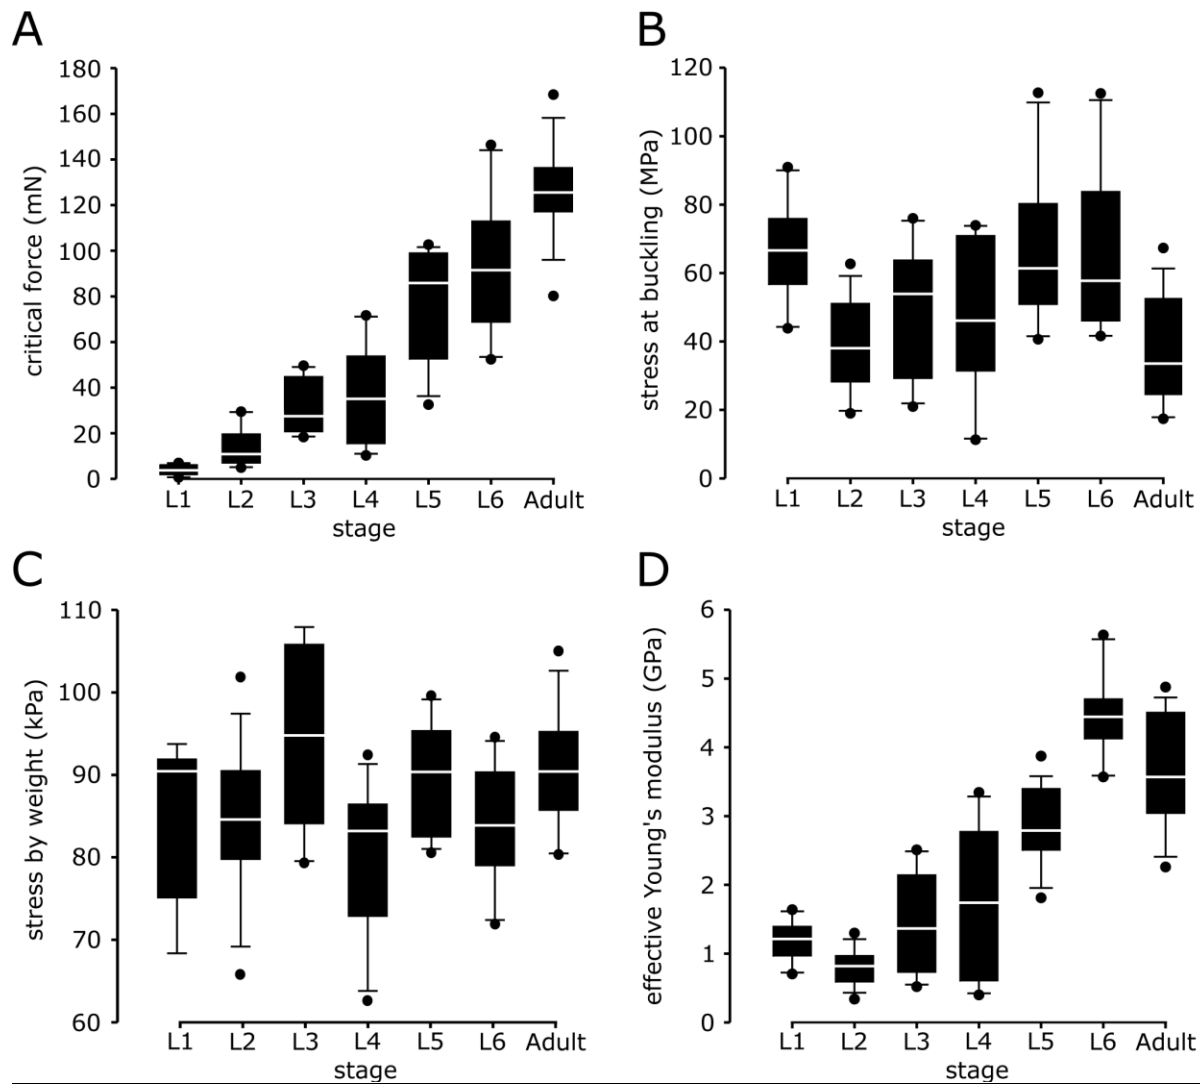 A
critical force (mN)
180
160
140
120
100
80
60
40
20
0
L1 L2 L3 L4 L5 L6 Adult
stage
B
stress at buckling (MPa)
120
100
80
60
40
20
0
L1 L2 L3 L4 L5 L6 Adult
stage
C
stress by weight (kPa)
110
100
90
80
70
60
L1 L2 L3 L4 L5 L6 Adult
stage
D
effective Young's modulus (GPa)
6
5
4
3
2
1
0
L1 L2 L3 L4 L5 L6 Adult
stage